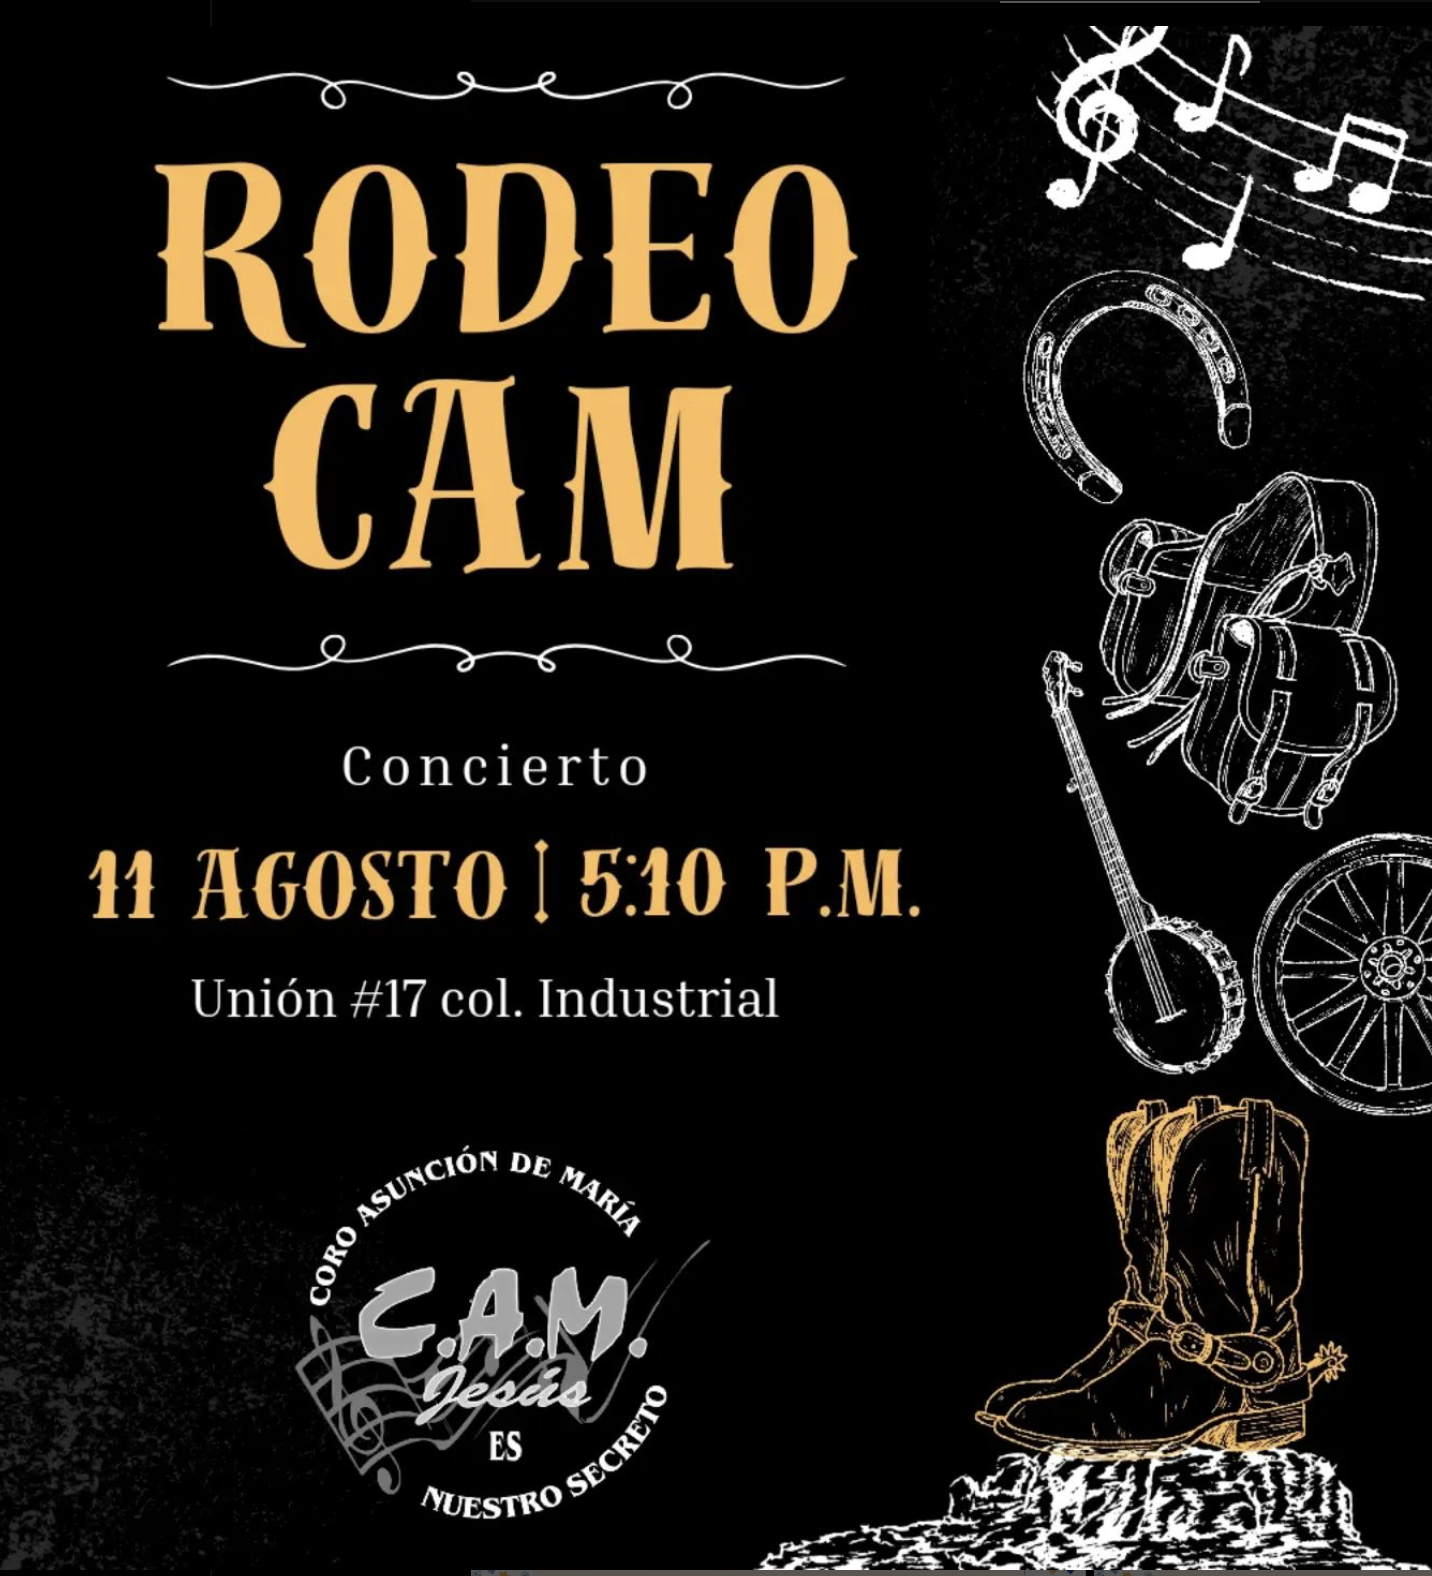 RODEO
CAM
Concierto
11 AGOSTO | 5:10 P.M.
Unión #17 col. Industrial
CORO ASUNCIÓN DE MARÍA
C.A.M.
Jesús
ES
NUESTRO SECRETO